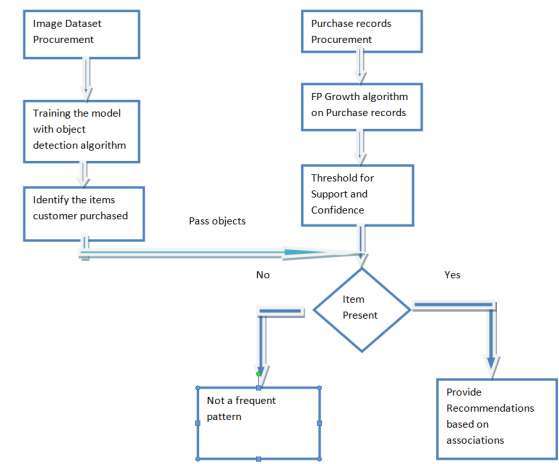 Image Dataset
Procurement
Training the model
with object
detection algorithm
Identify the items
customer purchased
Pass objects
Purchase records
Procurement
FP Growth algorithm
on Purchase records
Threshold for
Support and
Confidence
No
Yes
Item
Present
Not a frequent
pattern
Provide
Recommendations
based on
associations